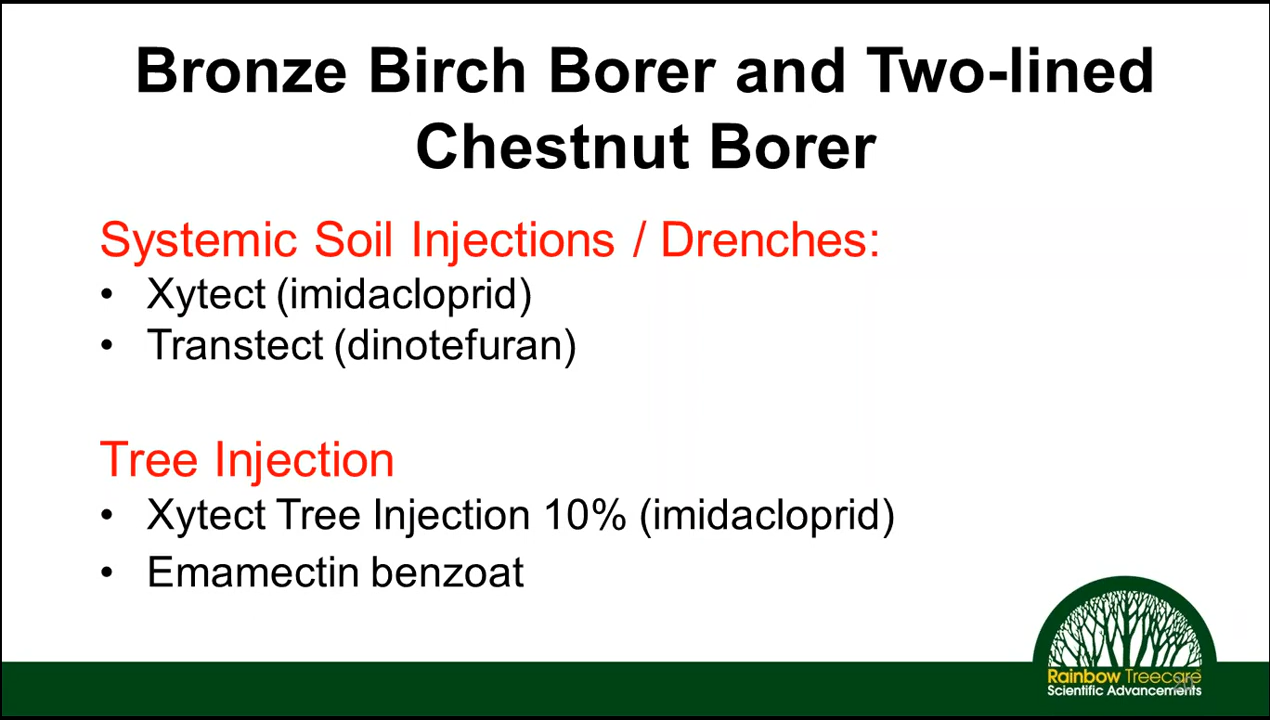 Bronze Birch Borer and Two-lined
Chestnut Borer
Systemic Soil Injections / Drenches:
• Xytect (imidacloprid)
• Transtect (dinotefuran)
Tree Injection
• Xytect Tree Injection 10% (imidacloprid)
• Emamectin benzoat
Rainbow Treecare
Scientific Advancements